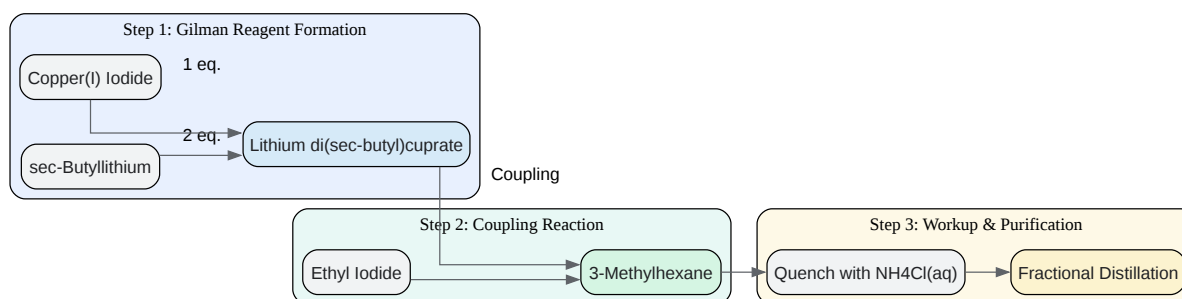 Step 1: Gilman Reagent Formation
Copper(I) Iodide
1 eq.
2 eq.
sec-Butyllithium
Lithium di(sec-butyl)cuprate
Coupling
Step 2: Coupling Reaction
Ethyl Iodide
3-Methylhexane
Step 3: Workup & Purification
Quench with NH4Cl(aq)
Fractional Distillation